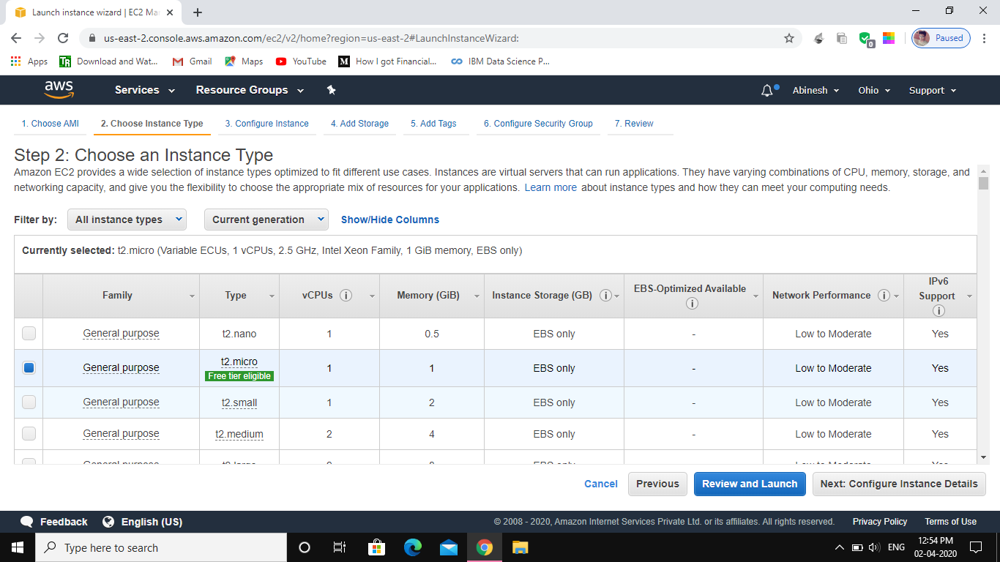 Launch instance wizard | EC2 Ma
us-east-2.console.aws.amazon.com/ec2/v2/home?region=us-east-2#LaunchInstanceWizard:
0
Paused
Apps
TR Download and Wat...
Gmail
Maps
YouTube
M How I got Financial...
IBM Data Science P...
aws
Services
Resource Groups
Abinesh
Ohio
Support
1. Choose AMI
2. Choose Instance Type
3. Configure Instance
4. Add Storage
5. Add Tags
6. Configure Security Group
7. Review
Step 2: Choose an Instance Type
Amazon EC2 provides a wide selection of instance types optimized to fit different use cases. Instances are virtual servers that can run applications. They have varying combinations of CPU, memory, storage, and
networking capacity, and give you the flexibility to choose the appropriate mix of resources for your applications. Learn more about instance types and how they can meet your computing needs.
Filter by: All instance types Current generation Show/Hide Columns
Currently selected: t2.micro (Variable ECUs, 1 vCPUs, 2.5 GHz, Intel Xeon Family, 1 GiB memory, EBS only)
Family Type vCPUs i Memory (GiB) Instance Storage (GB) i EBS-Optimized Available i Network Performance i IPv6 Support i
General purpose t2.nano 1 0.5 EBS only - Low to Moderate Yes
General purpose t2.micro Free tier eligible 1 1 EBS only - Low to Moderate Yes
General purpose t2.small 1 2 EBS only - Low to Moderate Yes
General purpose t2.medium 2 4 EBS only - Low to Moderate Yes
General purpose t2.large 2 8 EBS only - Low to Moderate Yes
Cancel Previous Review and Launch Next: Configure Instance Details
Feedback English (US) © 2008 - 2020, Amazon Internet Services Private Ltd. or its affiliates. All rights reserved. Privacy Policy Terms of Use
Type here to search
ENG
12:54 PM
02-04-2020